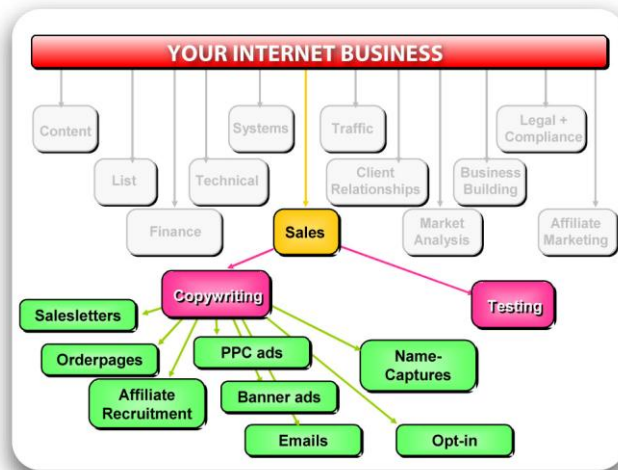 YOUR INTERNET BUSINESS
Content
Systems
Traffic
Legal +
Compliance
List
Technical
Client
Relationships
Business
Building
Finance
Sales
Market
Analysis
Affiliate
Marketing
Copywriting
Testing
Salesletters
Orderpages
PPC ads
Name-
Captures
Affiliate
Recruitment
Banner ads
Emails
Opt-in